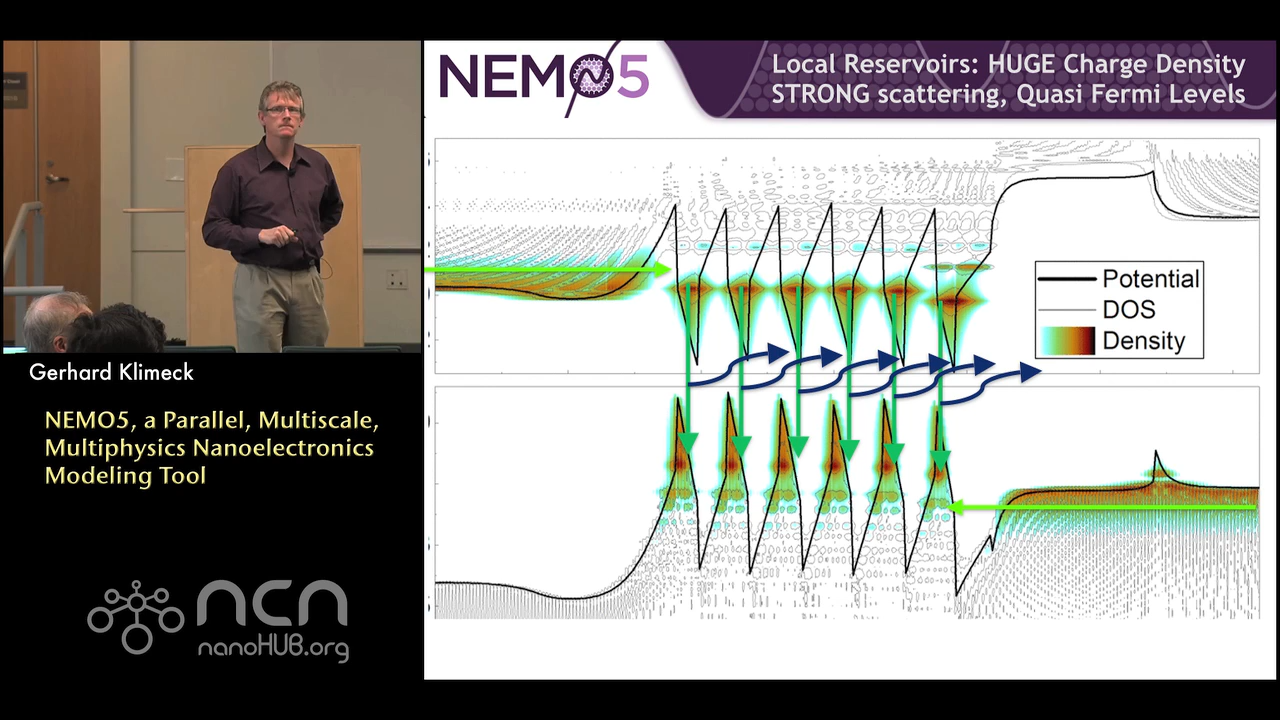 NEMO5
Local Reservoirs: HUGE Charge Density
STRONG scattering, Quasi Fermi Levels
Potential
DOS
Density
Gerhard Klimeck
NEMO5, a Parallel, Multiscale,
Multiphysics Nanoelectronics
Modeling Tool
ncn
nanoHUB.org